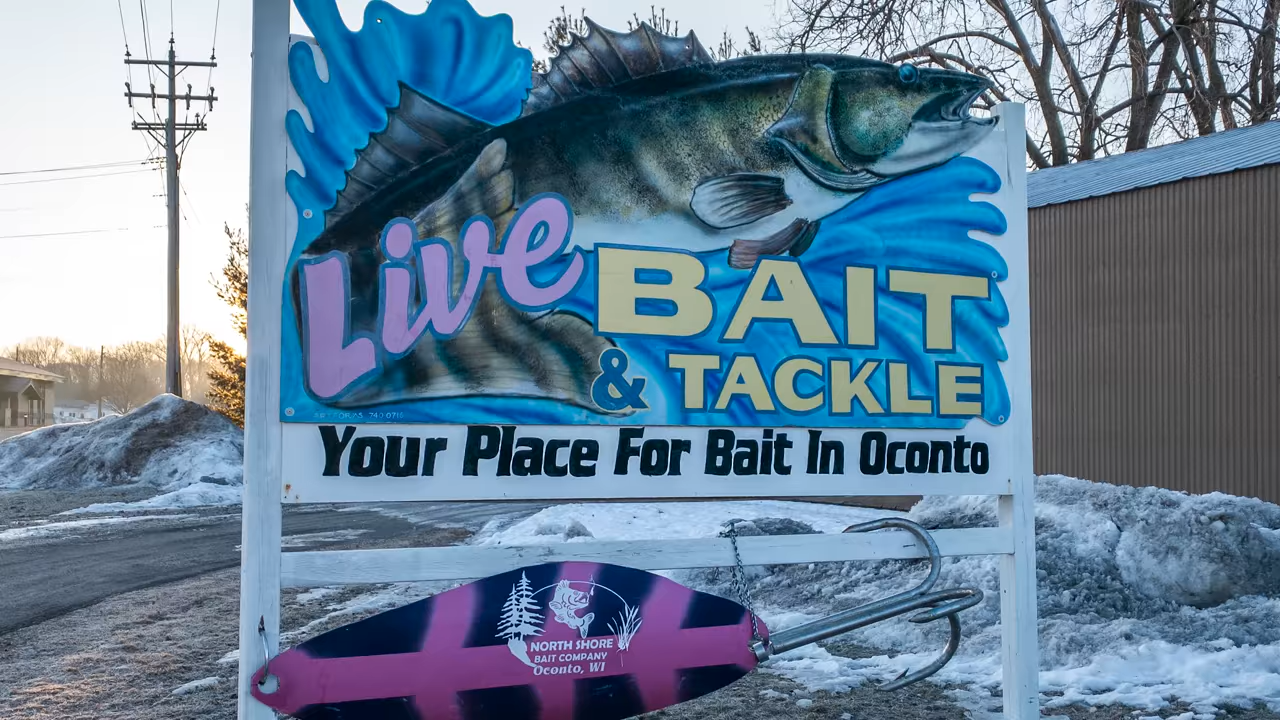 Live BAIT
& TACKLE
Your Place For Bait In Oconto
NORTH SHORE
BAIT COMPANY
Oconto, WI